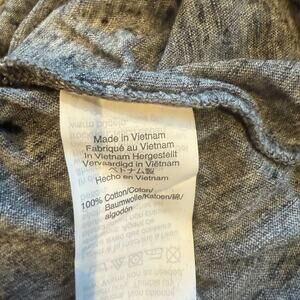 Made in Vietnam
Fabriqué au Vietnam
In Vietnam Hergestellt
Vervaardigd in Vietnam
ベトナム製
Hecho en Vietnam
100% Cotton/Coton/
Baumwolle/Katoen/綿/
algodón